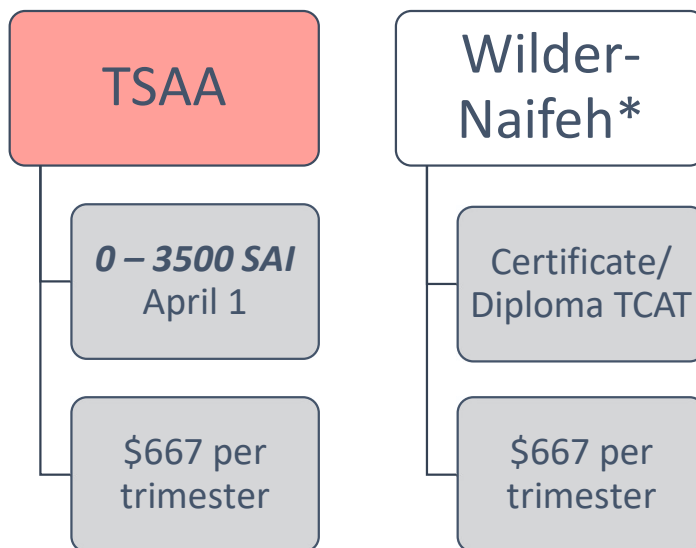 TSAA
0 – 3500 SAI
April 1
$667 per
trimester
Wilder-
Naifeh*
Certificate/
Diploma TCAT
$667 per
trimester